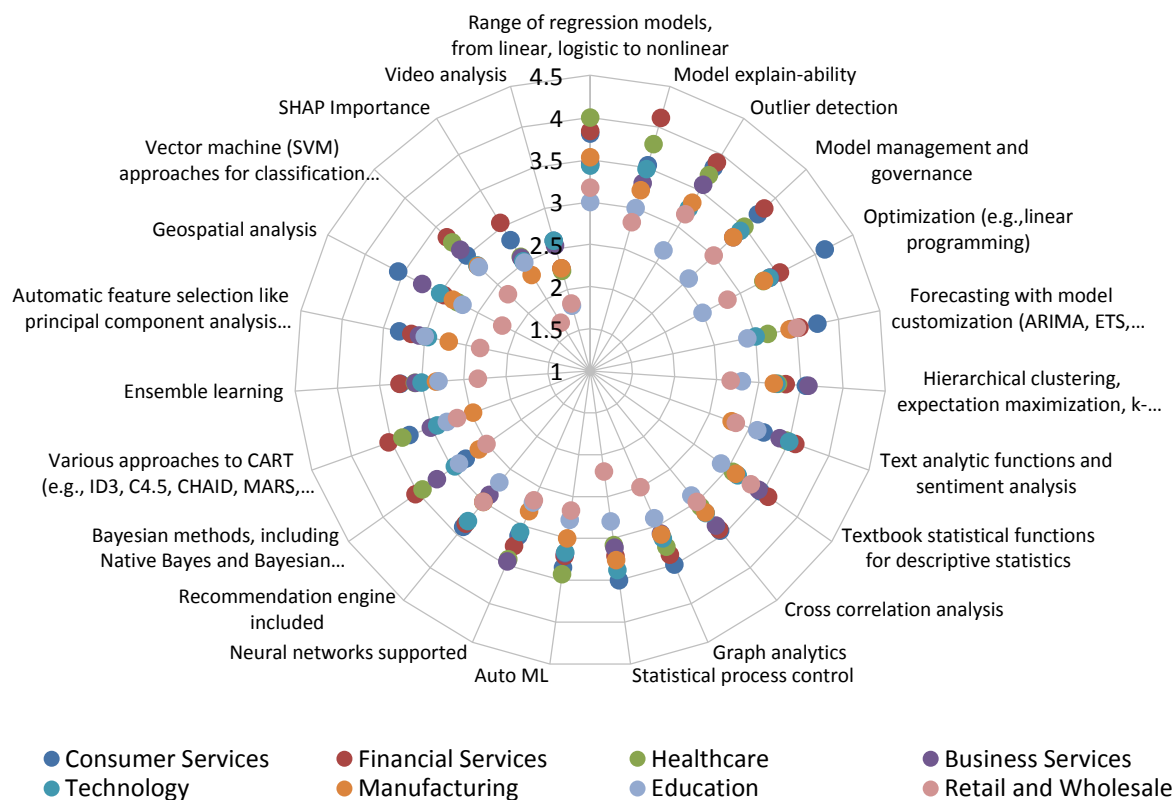 Range of regression models,
from linear, logistic to nonlinear
Model explain-ability
Outlier detection
Model management and
governance
Optimization (e.g.,linear
programming)
Forecasting with model
customization (ARIMA, ETS,...
Hierarchical clustering,
expectation maximization, k-...
Text analytic functions and
sentiment analysis
Textbook statistical functions
for descriptive statistics
Cross correlation analysis
Graph analytics
Statistical process control
Auto ML
Neural networks supported
Recommendation engine
included
Bayesian methods, including
Native Bayes and Bayesian...
Various approaches to CART
(e.g., ID3, C4.5, CHAID, MARS,...
Ensemble learning
Automatic feature selection like
principal component analysis...
Geospatial analysis
Vector machine (SVM)
approaches for classification...
SHAP Importance
Video analysis
4.5
4
3.5
3
2.5
2
1.5
1
Consumer Services
Financial Services
Healthcare
Business Services
Technology
Manufacturing
Education
Retail and Wholesale